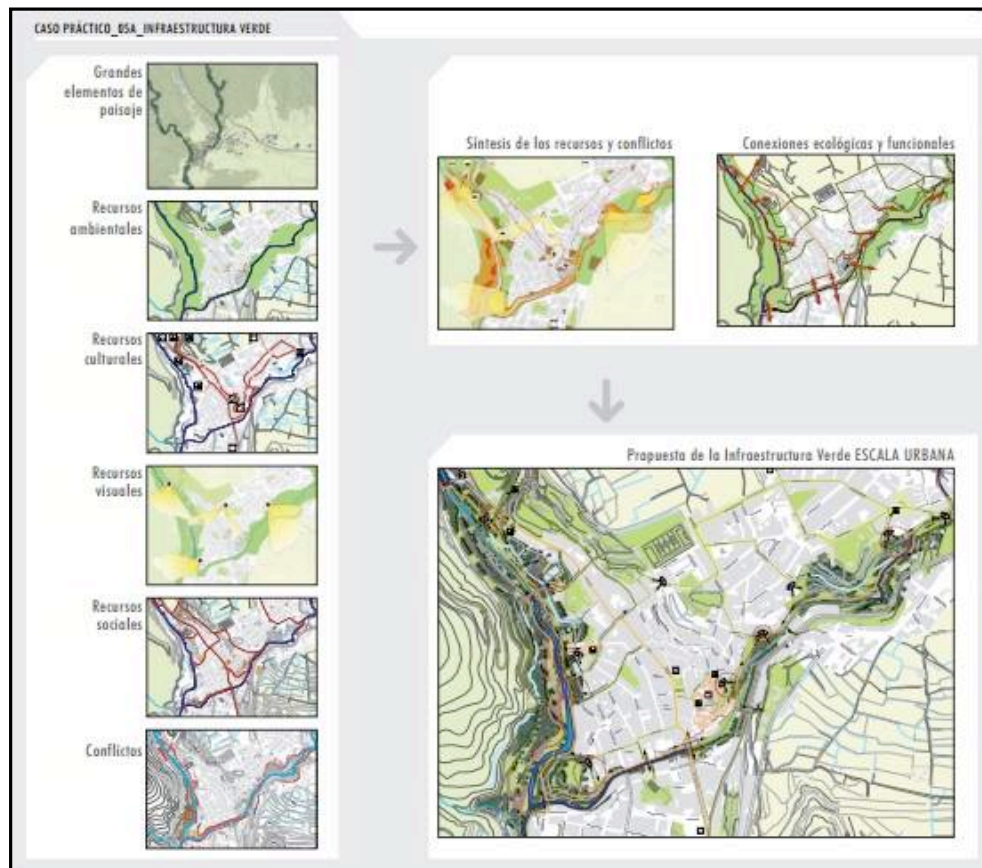 CASO PRÁCTICO_05A_INFRAESTRUCTURA VERDE
Grandes
elementos de
paisaje
Recursos
ambientales
Recursos
culturales
Recursos
visuales
Recursos
sociales
Conflictos
Síntesis de los recursos y conflictos
Conexiones ecológicas y funcionales
Propuesta de la Infraestructura Verde ESCALA URBANA